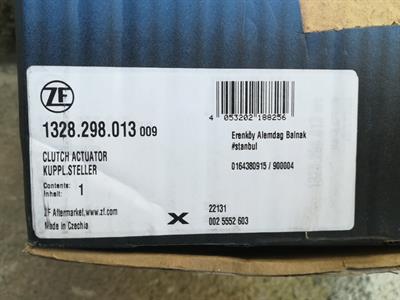 ZF
4 053202 188256
1328.298.013 009
Erenköy Alemdag Balnak
#stanbul
CLUTCH ACTUATOR
KUPPL.STELLER
0164380915 / 900004
Contents:
Inhalt: 1
ZF Aftermarket,www.zf.com
Made in Czechia
X
22131
002 5552 603